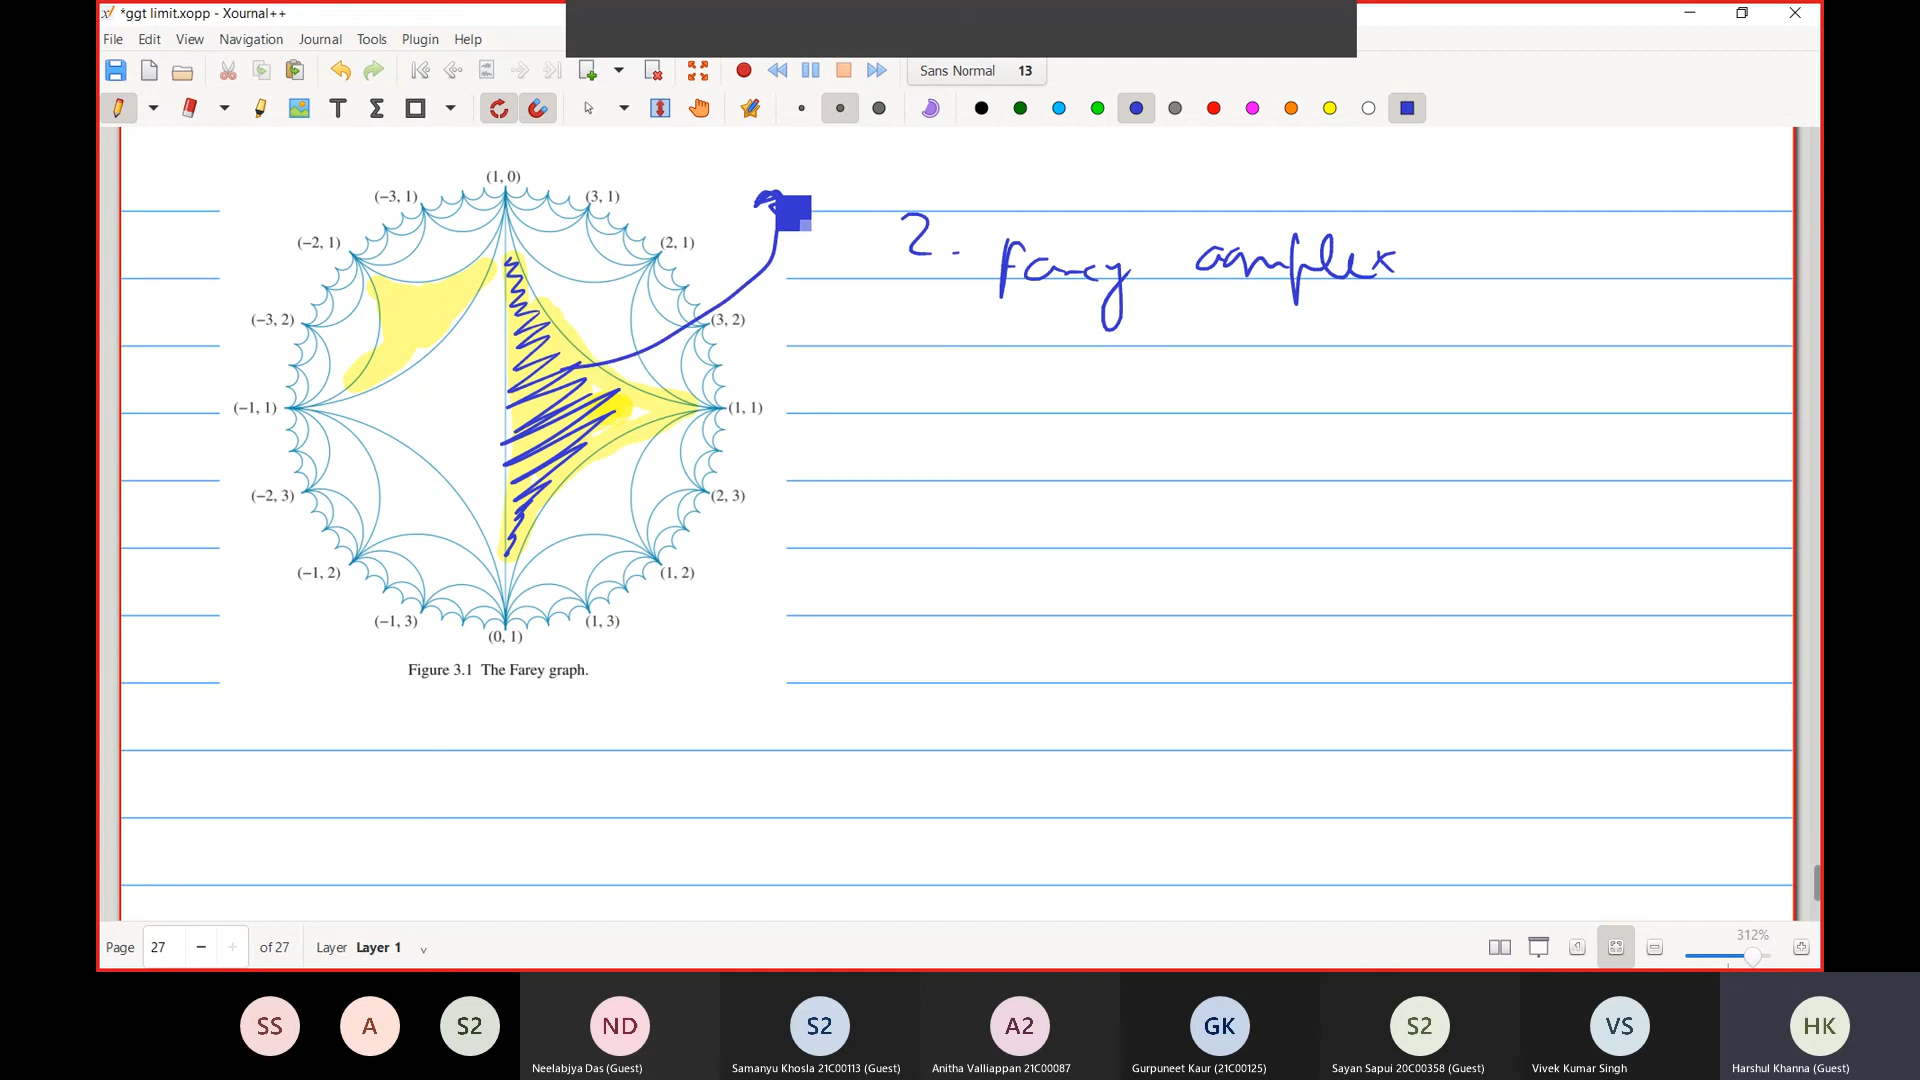 *ggt limit.xopp - Xournal++
File Edit View Navigation Journal Tools Plugin Help
Sans Normal 13
(1, 0)
(−3, 1) (3, 1)
(−2, 1) (2, 1)
(−3, 2) (3, 2)
(−1, 1) (1, 1)
(−2, 3) (2, 3)
(−1, 2) (1, 2)
(−1, 3) (1, 3)
(0, 1)
Figure 3.1 The Farey graph.
2. Farey complex
Page 27 of 27 Layer Layer 1 312%
SS A S2 ND S2 A2 GK S2 VS HK
Neelabjya Das (Guest) Samanyu Khosla 21C00113 (Guest) Anitha Valliappan 21C00087 Gurpuneet Kaur (21C00125) Sayan Sapui 20C00358 (Guest) Vivek Kumar Singh Harshul Khanna (Guest)